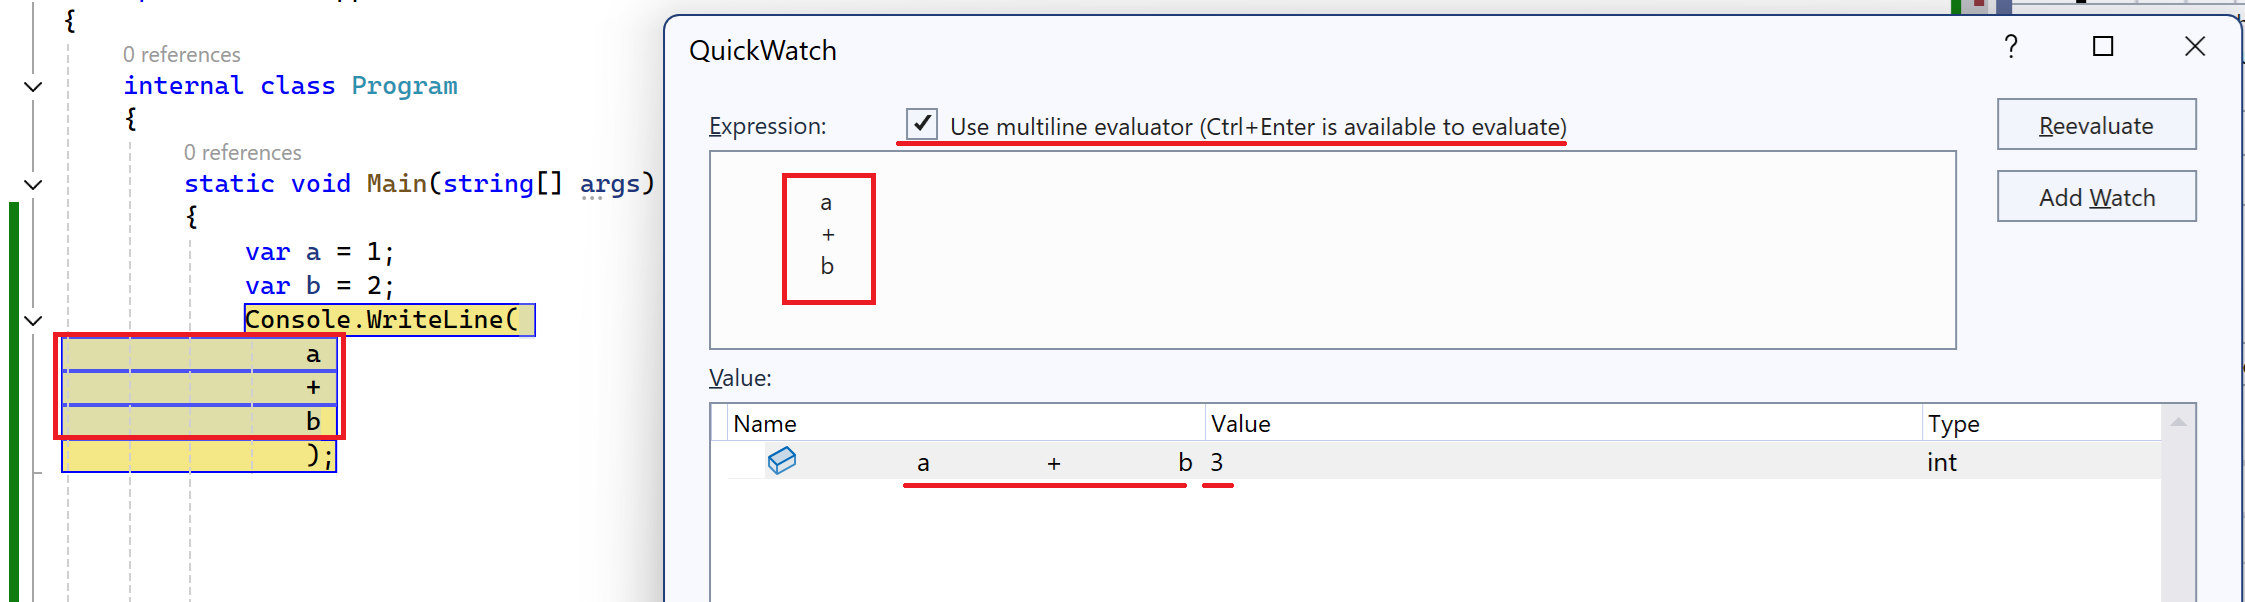 {
0 references
internal class Program
{
0 references
static void Main(string[] args)
{
var a = 1;
var b = 2;
Console.WriteLine(
a
+
b
);
QuickWatch
Expression:
Use multiline evaluator (Ctrl+Enter is available to evaluate)
Reevaluate
Add Watch
a
+
b
Value:
Name Value Type
a + b 3 int